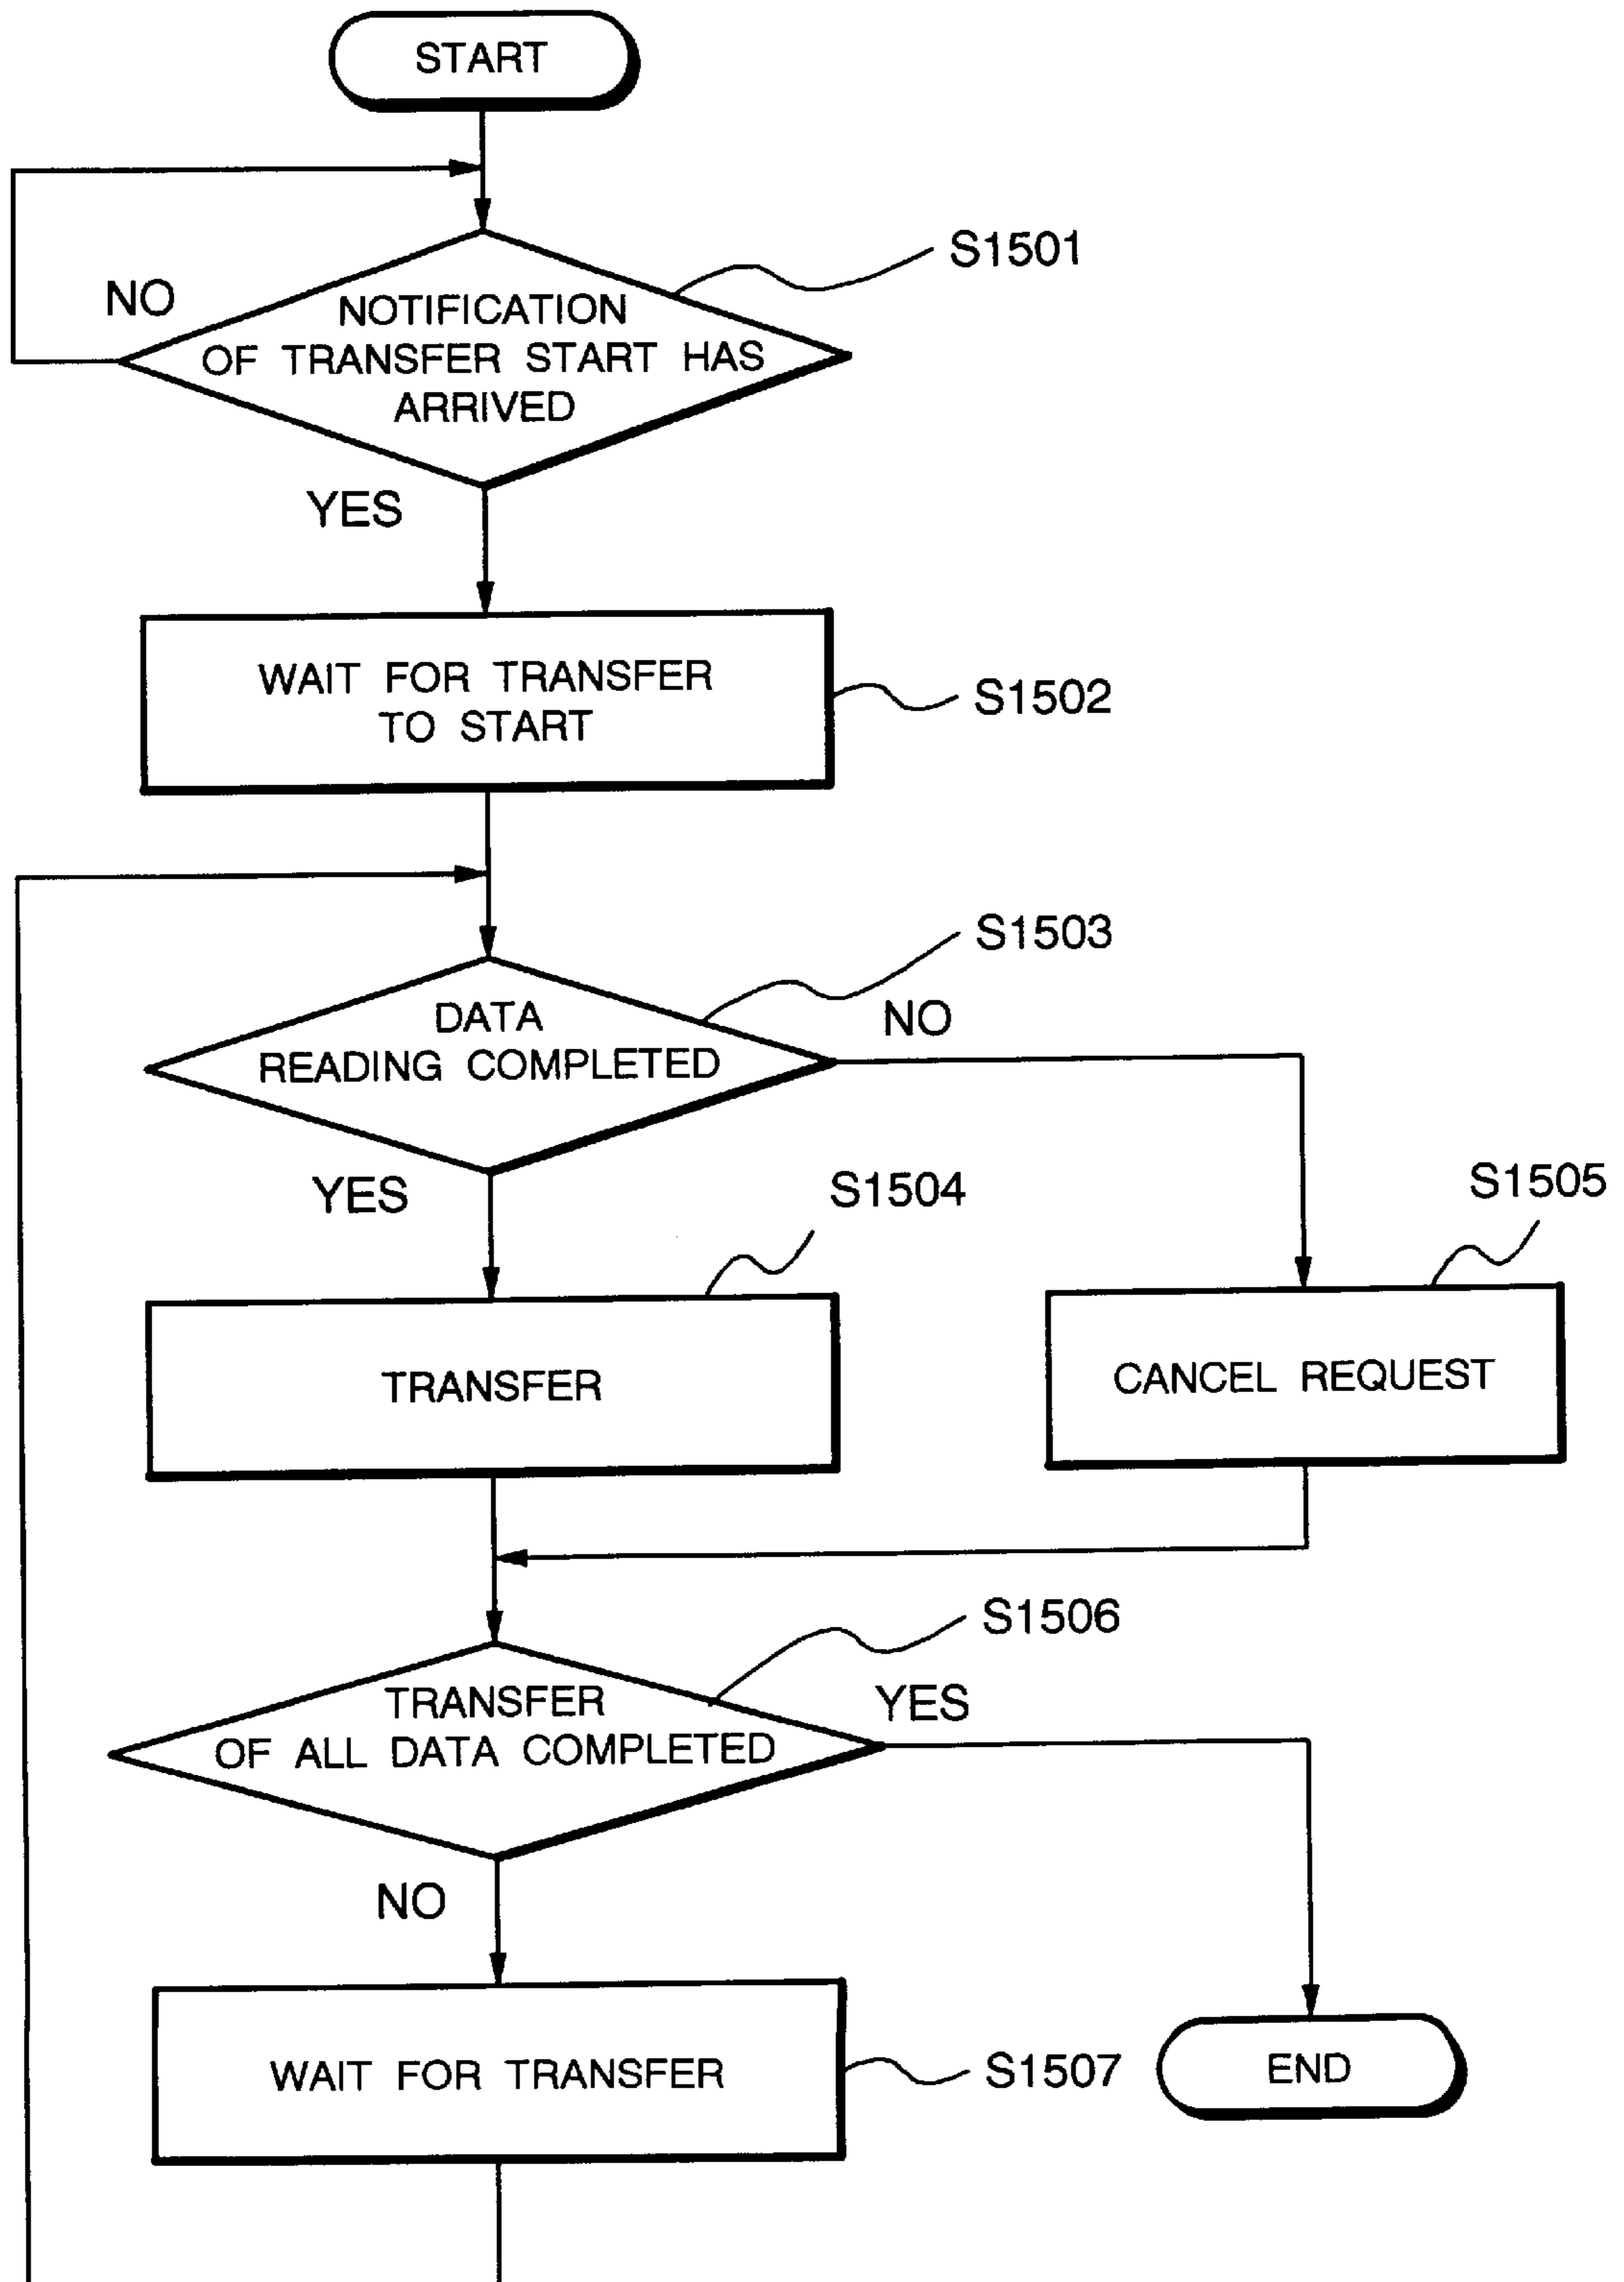 START
S1501
NO
NOTIFICATION
OF TRANSFER START HAS
ARRIVED
YES
WAIT FOR TRANSFER
TO START
S1502
S1503
DATA
READING COMPLETED
NO
YES
S1504
S1505
TRANSFER
CANCEL REQUEST
S1506
TRANSFER
OF ALL DATA COMPLETED
YES
NO
WAIT FOR TRANSFER
S1507
END